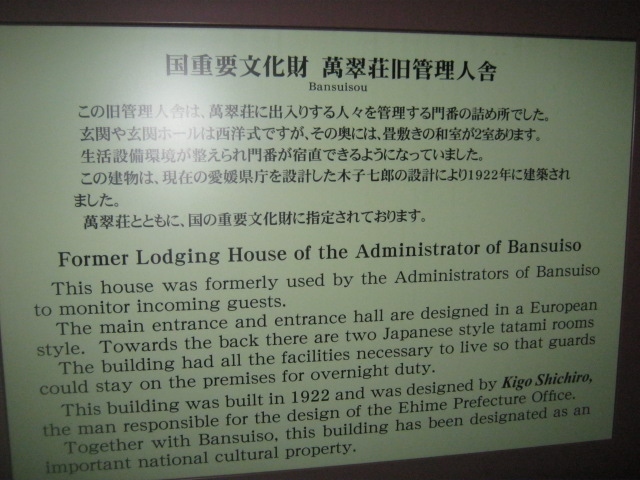 国重要文化財 萬翠荘旧管理人舎
Bansuisou
この旧管理人舎は、萬翠荘に出入りする人々を管理する門番の詰め所でした。
玄関や玄関ホールは西洋式ですが、その奥には、畳敷きの和室が2室あります。
生活設備環境が整えられ門番が宿直できるようになっていました。
この建物は、現在の愛媛県庁を設計した木子七郎の設計により1922年に建築され
ました。
萬翠荘とともに、国の重要文化財に指定されております。
Former Lodging House of the Administrator of Bansuiso
This house was formerly used by the Administrators of Bansuiso
to monitor incoming guests.
The main entrance and entrance hall are designed in a European
style. Towards the back there are two Japanese style tatami rooms
The building had all the facilities necessary to live so that guards
could stay on the premises for overnight duty.
This building was built in 1922 and was designed by Kigo Shichiro,
the man responsible for the design of the Ehime Prefecture Office.
Together with Bansuiso, this building has been designated as an
important national cultural property.